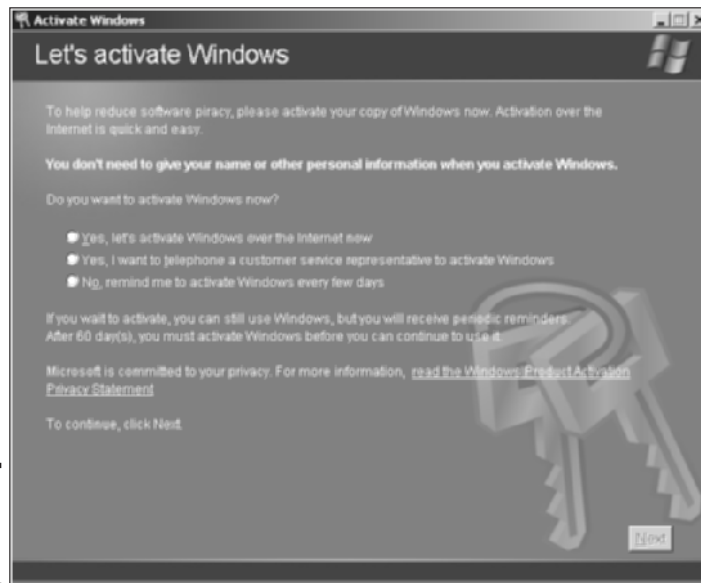 Activate Windows
Let's activate Windows
To help reduce software piracy, please activate your copy of Windows now. Activation over the
Internet is quick and easy.
You don't need to give your name or other personal information when you activate Windows.
Do you want to activate Windows now?
Yes, let's activate Windows over the Internet now
Yes, I want to telephone a customer service representative to activate Windows
No, remind me to activate Windows every few days
If you wait to activate, you can still use Windows, but you will receive periodic reminders.
After 60 day(s), you must activate Windows before you can continue to use it.
Microsoft is committed to your privacy. For more information, read the Windows Product Activation
Privacy Statement
To continue, click Next.
Next